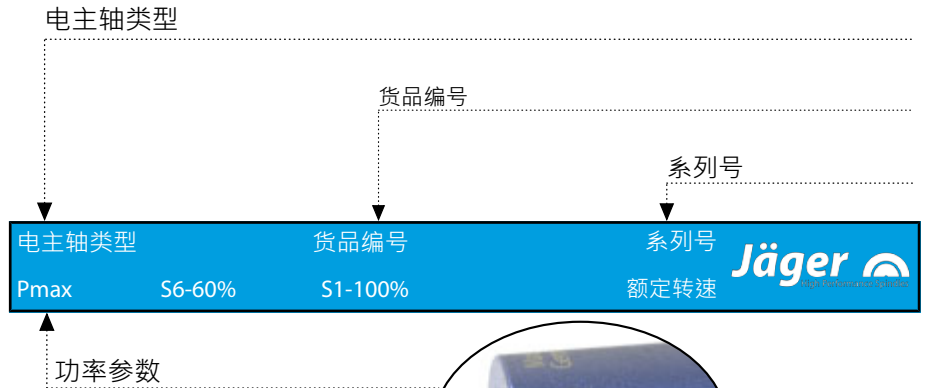 电主轴类型
货品编号
系列号
电主轴类型 货品编号 系列号
Jäger
Pmax S6-60% S1-100% 额定转速
功率参数